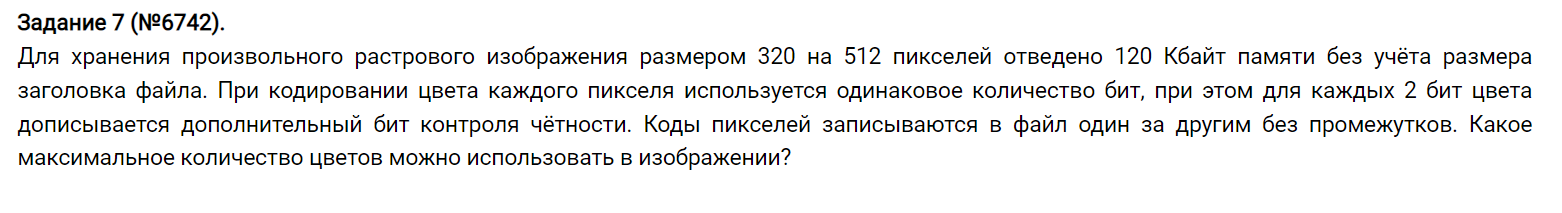 Задание 7 (№6742).
Для хранения произвольного растрового изображения размером 320 на 512 пикселей отведено 120 Кбайт памяти без учёта размера
заголовка файла. При кодировании цвета каждого пикселя используется одинаковое количество бит, при этом для каждых 2 бит цвета
дописывается дополнительный бит контроля чётности. Коды пикселей записываются в файл один за другим без промежутков. Какое
максимальное количество цветов можно использовать в изображении?